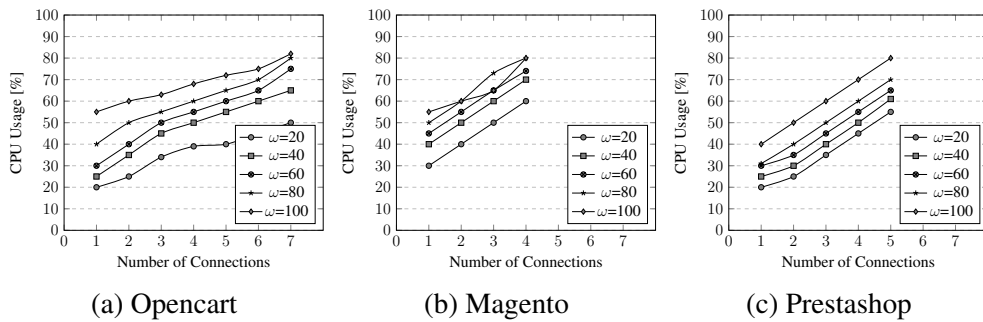 100
90
80
70
60
50
40
30
20
10
0
CPU Usage [%]
0 1 2 3 4 5 6 7
Number of Connections
ω=20
ω=40
ω=60
ω=80
ω=100
(a) Opencart
100
90
80
70
60
50
40
30
20
10
0
CPU Usage [%]
0 1 2 3 4 5 6 7
Number of Connections
ω=20
ω=40
ω=60
ω=80
ω=100
(b) Magento
100
90
80
70
60
50
40
30
20
10
0
CPU Usage [%]
0 1 2 3 4 5 6 7
Number of Connections
ω=20
ω=40
ω=60
ω=80
ω=100
(c) Prestashop